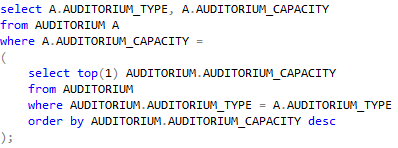 select A.AUDITORIUM_TYPE, A.AUDITORIUM_CAPACITY
from AUDITORIUM A
where A.AUDITORIUM_CAPACITY =
(
    select top(1) AUDITORIUM.AUDITORIUM_CAPACITY
    from AUDITORIUM
    where AUDITORIUM.AUDITORIUM_TYPE = A.AUDITORIUM_TYPE
    order by AUDITORIUM.AUDITORIUM_CAPACITY desc
);